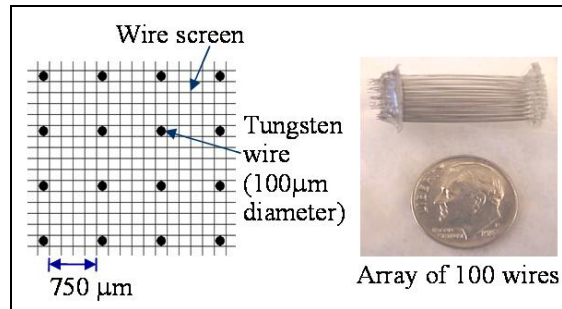 Wire screen
Tungsten
wire
(100μm
diameter)
750 μm
Array of 100 wires